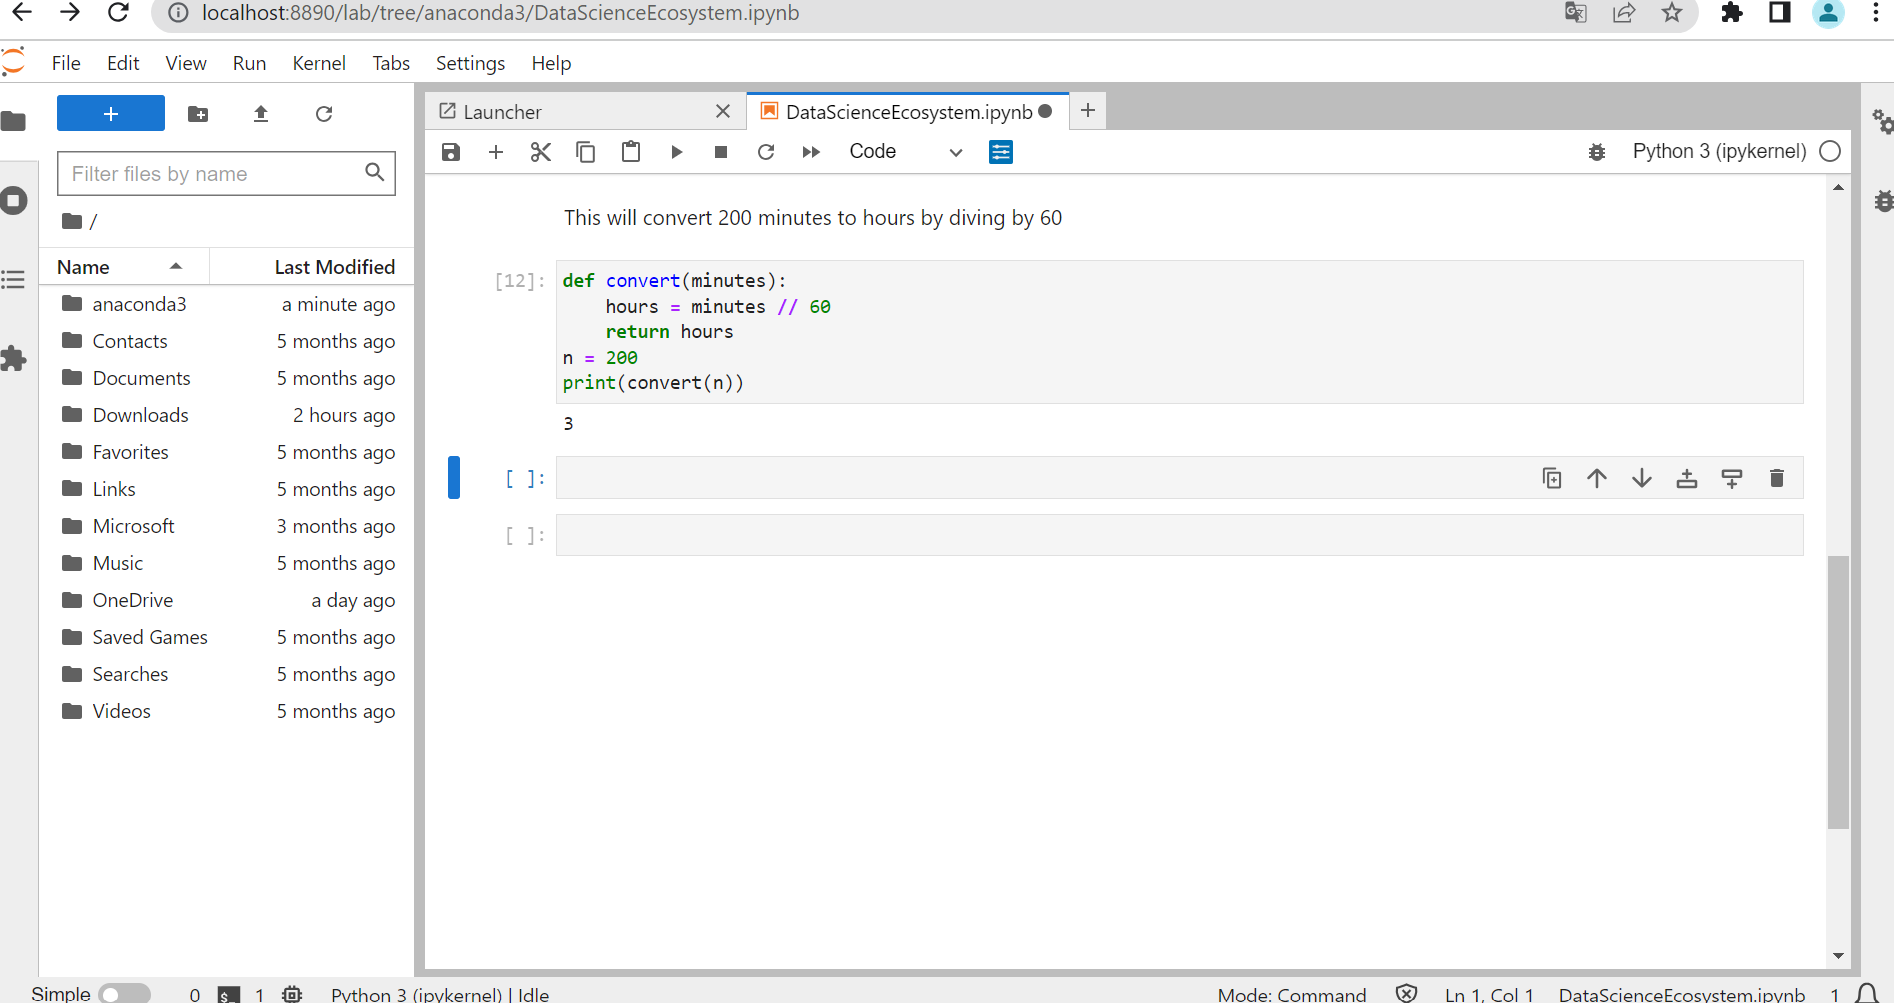 localhost:8890/lab/tree/anaconda3/DataScienceEcosystem.ipynb
File Edit View Run Kernel Tabs Settings Help
Launcher
DataScienceEcosystem.ipynb
Filter files by name
/
Name Last Modified
anaconda3 a minute ago
Contacts 5 months ago
Documents 5 months ago
Downloads 2 hours ago
Favorites 5 months ago
Links 5 months ago
Microsoft 3 months ago
Music 5 months ago
OneDrive a day ago
Saved Games 5 months ago
Searches 5 months ago
Videos 5 months ago
Code
Python 3 (ipykernel)
This will convert 200 minutes to hours by diving by 60
[12]:
def convert(minutes):
    hours = minutes // 60
    return hours
n = 200
print(convert(n))
3
[ ]:
[ ]:
Simple 0 $_ 1 Python 3 (ipykernel) | Idle Mode: Command Ln 1, Col 1 DataScienceEcosystem.ipynb 1